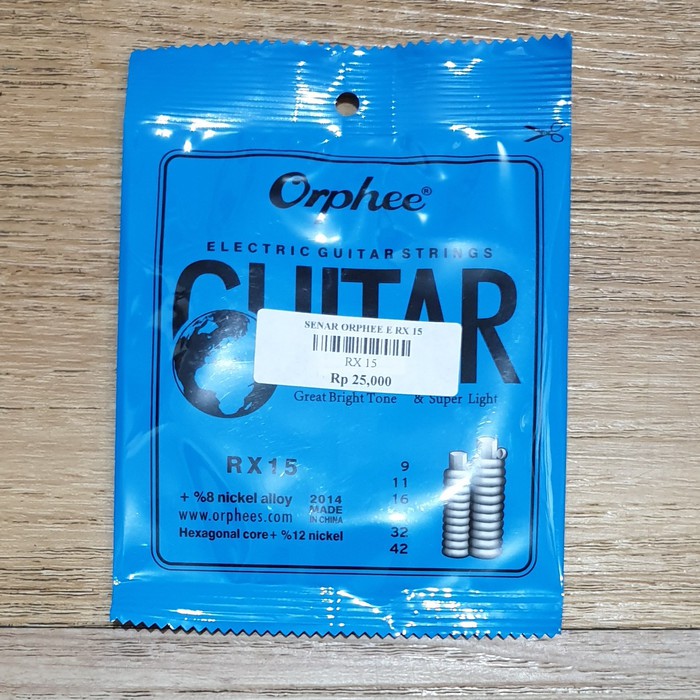 Orphee®
ELECTRIC GUITAR STRINGS
GUITAR
SENAR ORPHEE E RX 15
RX 15
Rp 25,000
Great Bright Tone & Super Light
RX15
+ %8 nickel alloy
www.orphees.com
Hexagonal core + %12 nickel
2014
MADE
IN CHINA
9
11
16
32
42